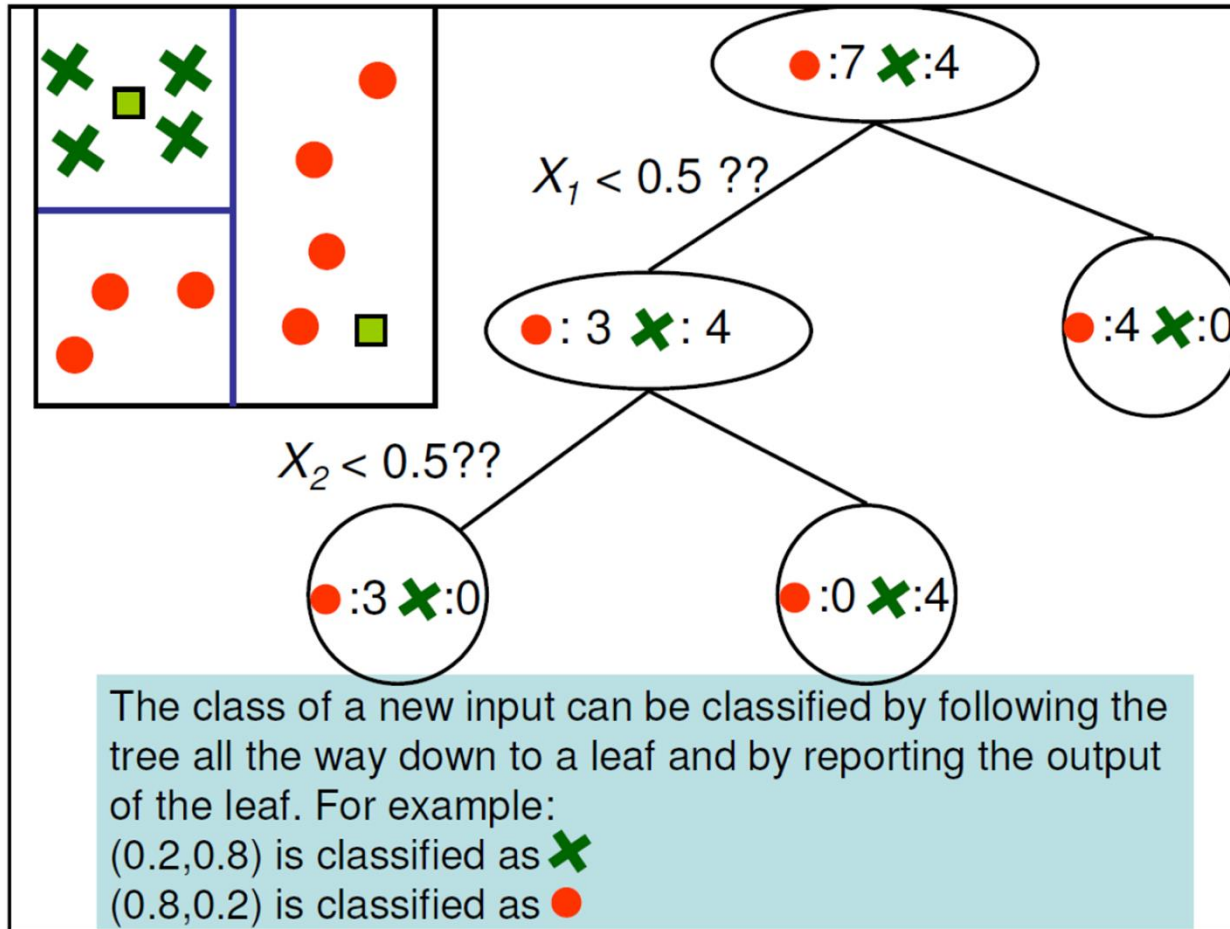 :7 :4
X1 < 0.5 ??
: 3 : 4
:4 :0
X2 < 0.5??
:3 :0
:0 :4
The class of a new input can be classified by following the
tree all the way down to a leaf and by reporting the output
of the leaf. For example:
(0.2,0.8) is classified as
(0.8,0.2) is classified as